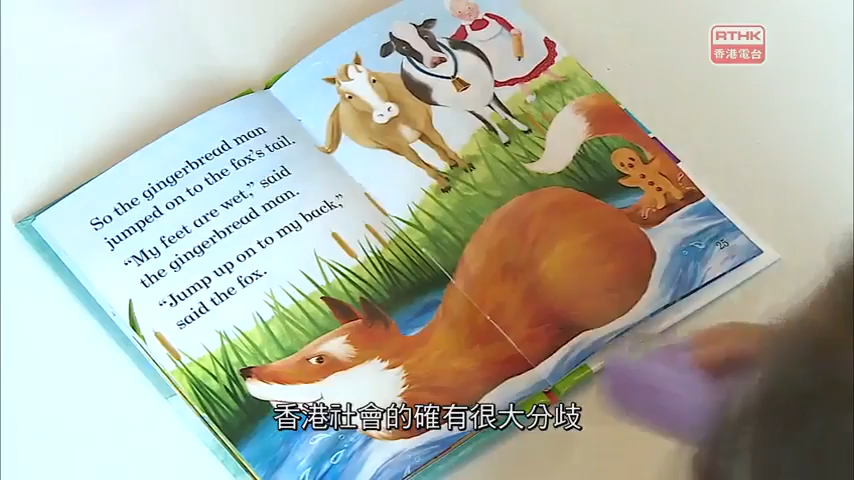 RTHK
香港電台
So the gingerbread man
jumped on to the fox's tail.
"My feet are wet," said
the gingerbread man.
"Jump up on to my back,"
said the fox.
25
香港社會的確有很大分歧